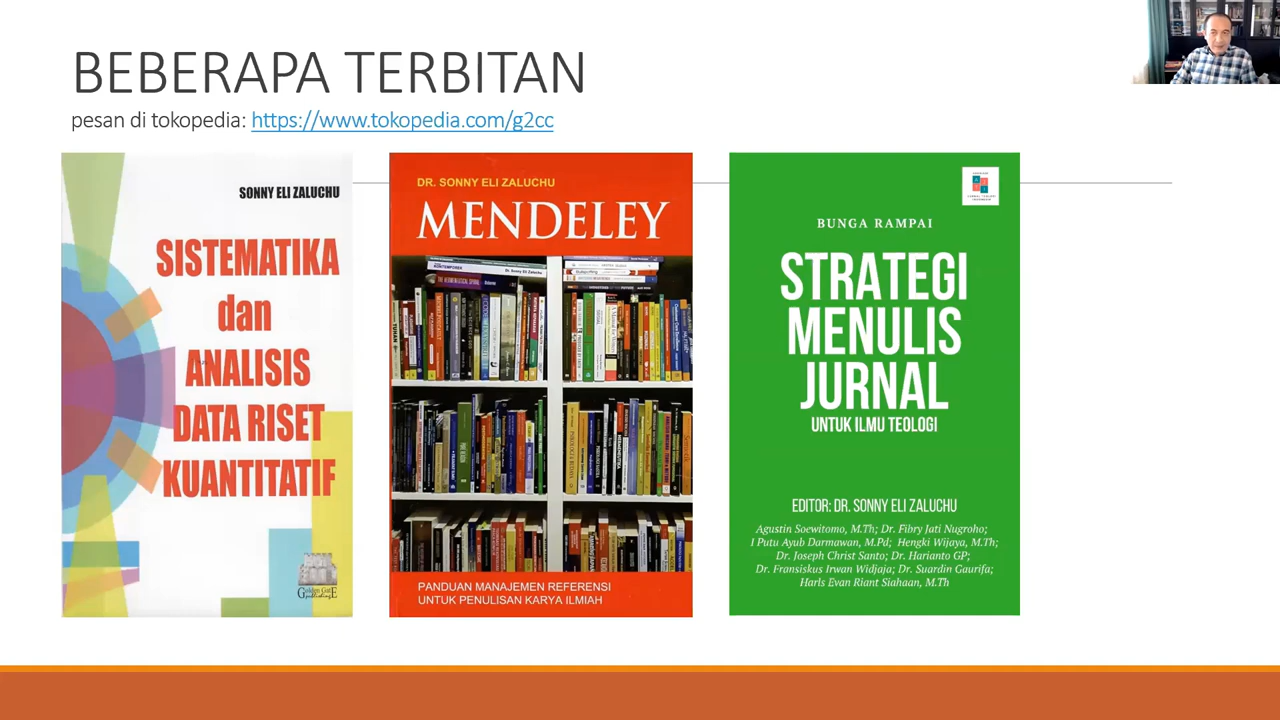 BEBERAPA TERBITAN
pesan di tokopedia: https://www.tokopedia.com/g2cc
SONNY ELI ZALUCHU
SISTEMATIKA
dan
ANALISIS
DATA RISET
KUANTITATIF
Golden GatE
publishing
DR. SONNY ELI ZALUCHU
MENDELEY
PANDUAN MANAJEMEN REFERENSI
UNTUK PENULISAN KARYA ILMIAH
BUNGA RAMPAI
STRATEGI
MENULIS
JURNAL
UNTUK ILMU TEOLOGI
EDITOR: DR. SONNY ELI ZALUCHU
Agustin Soewitomo, M.Th; Dr. Fibry Jati Nugroho;
I Putu Ayub Darmawan, M.Pd; Hengki Wijaya, M.Th;
Dr. Joseph Christ Santo; Dr. Harianto GP;
Dr. Fransiskus Irwan Widjaja; Dr. Suardin Gaurifa;
Harls Evan Riant Siahaan, M.Th